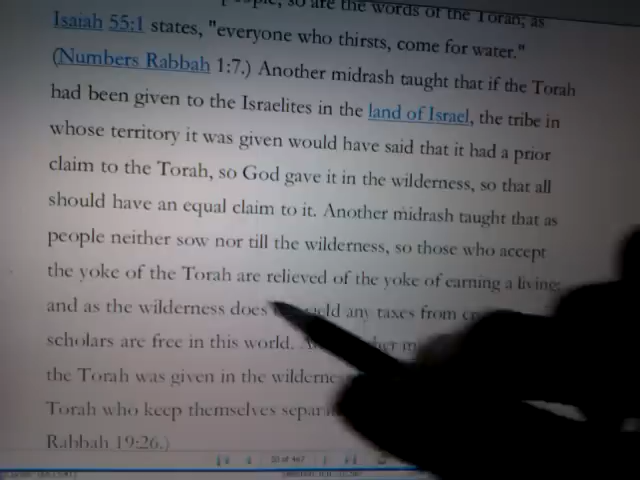 so are the words of the Torah; as
Isaiah 55:1 states, "everyone who thirsts, come for water."
(Numbers Rabbah 1:7.) Another midrash taught that if the Torah
had been given to the Israelites in the land of Israel, the tribe in
whose territory it was given would have said that it had a prior
claim to the Torah, so God gave it in the wilderness, so that all
should have an equal claim to it. Another midrash taught that as
people neither sow nor till the wilderness, so those who accept
the yoke of the Torah are relieved of the yoke of earning a living;
and as the wilderness does yield any taxes from
scholars are free in this world.
the Torah was given in the
Torah who keep themselves
Rabbah 19:26.)
20 of 467